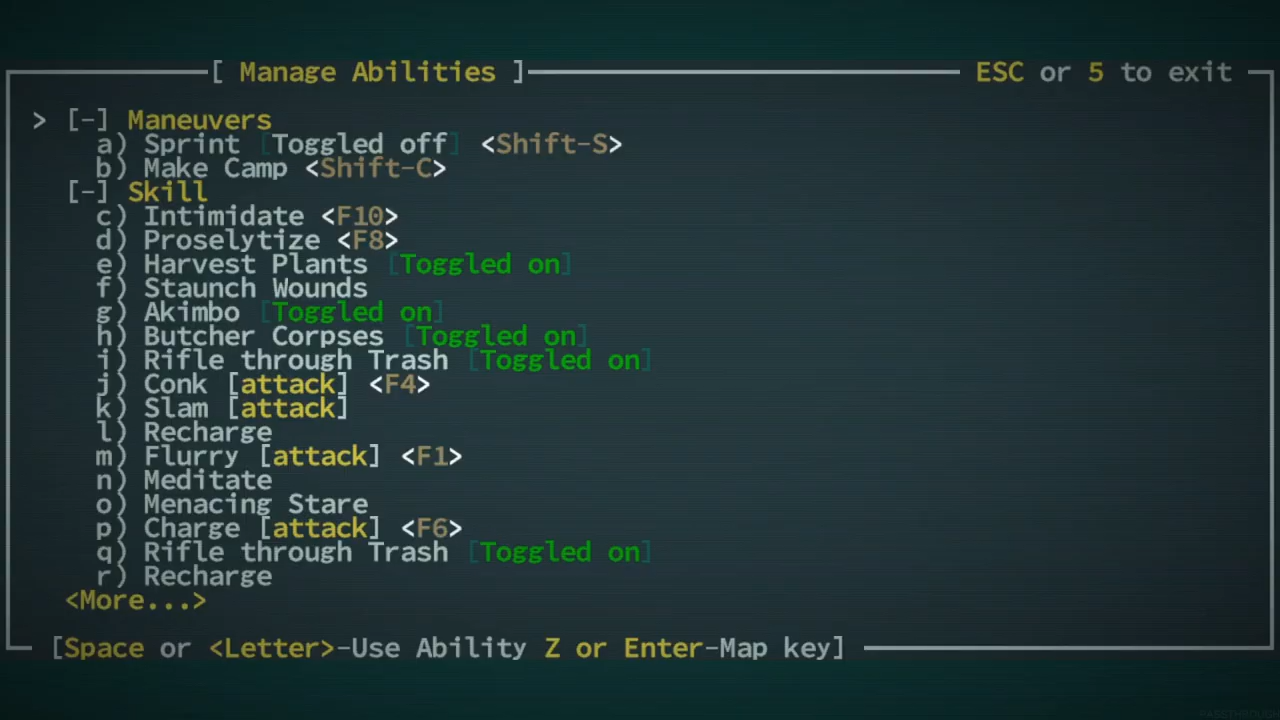 [ Manage Abilities ] ESC or 5 to exit
> [-] Maneuvers
a) Sprint [Toggled off] <Shift-S>
b) Make Camp <Shift-C>
[-] Skill
c) Intimidate <F10>
d) Proselytize <F8>
e) Harvest Plants [Toggled on]
f) Staunch Wounds
g) Akimbo [Toggled on]
h) Butcher Corpses [Toggled on]
i) Rifle through Trash [Toggled on]
j) Conk [attack] <F4>
k) Slam [attack]
l) Recharge
m) Flurry [attack] <F1>
n) Meditate
o) Menacing Stare
p) Charge [attack] <F6>
q) Rifle through Trash [Toggled on]
r) Recharge
<More...>
[Space or <Letter>-Use Ability Z or Enter-Map key]